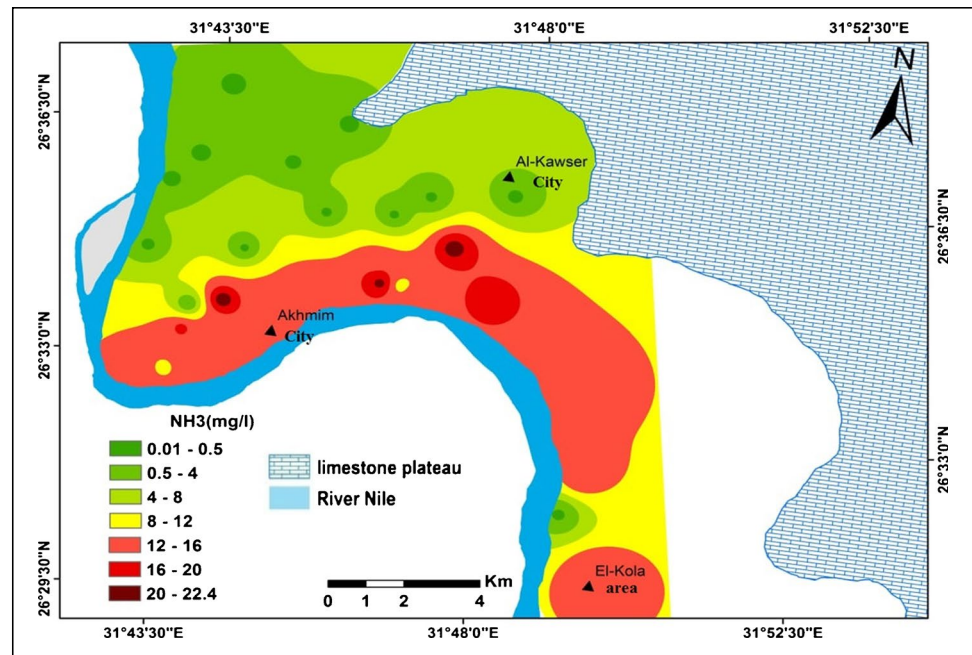 31°43'30"E 31°48'0"E 31°52'30"E
N
26°36'30"N
26°33'0"N
26°29'30"N
Al-Kawser
City
Akhmim
City
El-Kola
area
26°36'30"N
26°33'0"N
NH3(mg/l)
0.01 - 0.5
0.5 - 4
4 - 8
8 - 12
12 - 16
16 - 20
20 - 22.4
limestone plateau
River Nile
Km
0 1 2 4
31°43'30"E 31°48'0"E 31°52'30"E